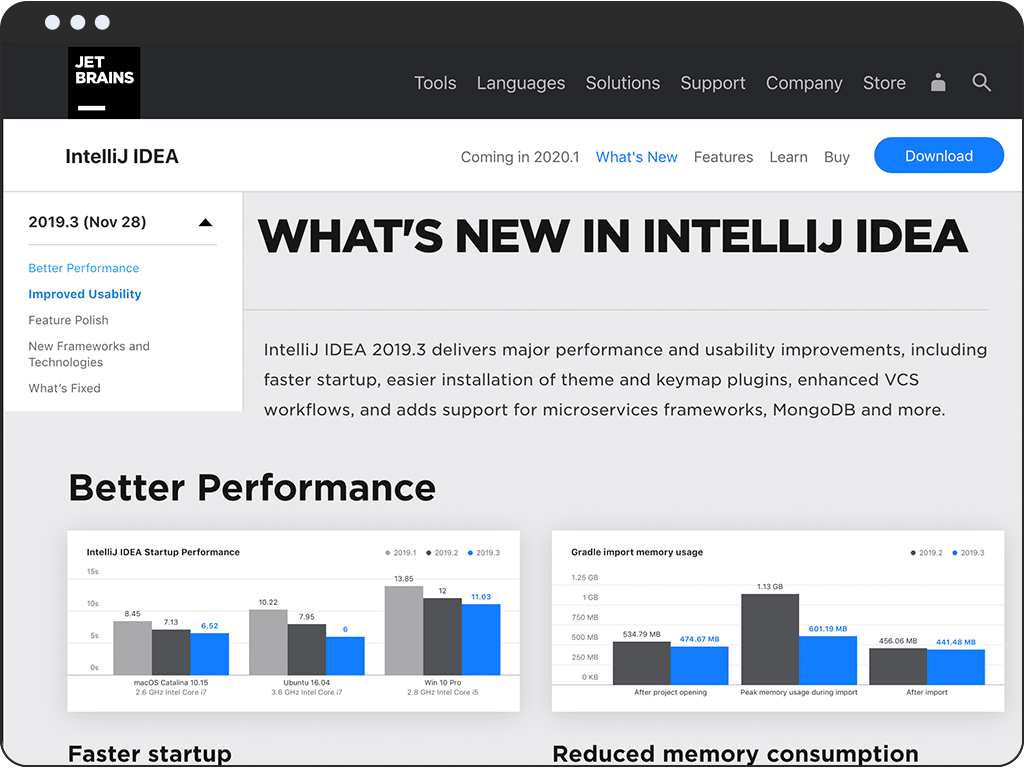 JET
BRAINS
Tools Languages Solutions Support Company Store
IntelliJ IDEA
Coming in 2020.1 What's New Features Learn Buy Download
2019.3 (Nov 28)
Better Performance
Improved Usability
Feature Polish
New Frameworks and
Technologies
What's Fixed
WHAT'S NEW IN INTELLIJ IDEA
IntelliJ IDEA 2019.3 delivers major performance and usability improvements, including
faster startup, easier installation of theme and keymap plugins, enhanced VCS
workflows, and adds support for microservices frameworks, MongoDB and more.
Better Performance
IntelliJ IDEA Startup Performance
2019.1 2019.2 2019.3
15s
10s
5s
0s
8.45 7.13 6.52
10.22 7.95 6
13.85 12 11.03
macOS Catalina 10.15 Ubuntu 16.04 Win 10 Pro
2.6 GHz Intel Core i7 3.6 GHz Intel Core i7 2.8 GHz Intel Core i5
Gradle import memory usage
2019.2 2019.3
1.25 GB
1 GB
750 MB
500 MB
250 MB
0 KB
534.79 MB 474.67 MB
1.13 GB 601.19 MB
456.06 MB 441.48 MB
After project opening Peak memory usage during import After import
Faster startup
Reduced memory consumption